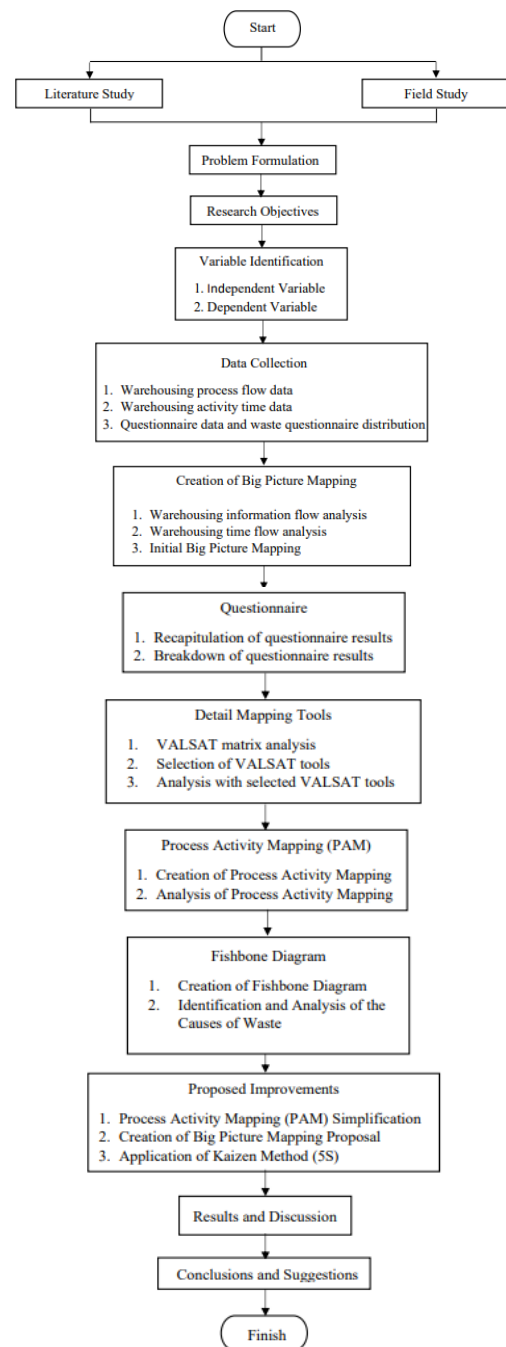 Start
Literature Study
Field Study
Problem Formulation
Research Objectives
Variable Identification
1. Independent Variable
2. Dependent Variable
Data Collection
1. Warehousing process flow data
2. Warehousing activity time data
3. Questionnaire data and waste questionnaire distribution
Creation of Big Picture Mapping
1. Warehousing information flow analysis
2. Warehousing time flow analysis
3. Initial Big Picture Mapping
Questionnaire
1. Recapitulation of questionnaire results
2. Breakdown of questionnaire results
Detail Mapping Tools
1. VALSAT matrix analysis
2. Selection of VALSAT tools
3. Analysis with selected VALSAT tools
Process Activity Mapping (PAM)
1. Creation of Process Activity Mapping
2. Analysis of Process Activity Mapping
Fishbone Diagram
1. Creation of Fishbone Diagram
2. Identification and Analysis of the
Causes of Waste
Proposed Improvements
1. Process Activity Mapping (PAM) Simplification
2. Creation of Big Picture Mapping Proposal
3. Application of Kaizen Method (5S)
Results and Discussion
Conclusions and Suggestions
Finish